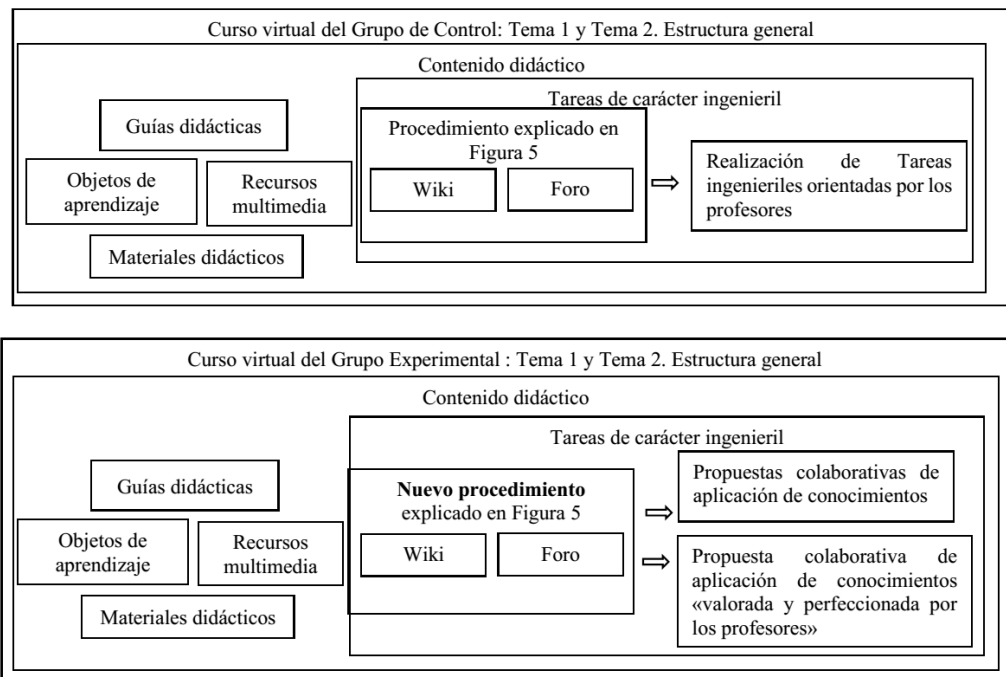 Curso virtual del Grupo de Control: Tema 1 y Tema 2. Estructura general
Contenido didáctico
Tareas de carácter ingenieril
Guías didácticas
Objetos de
aprendizaje
Recursos
multimedia
Materiales didácticos
Procedimiento explicado en
Figura 5
Wiki
Foro
Realización de Tareas
ingenieriles orientadas por los
profesores
Curso virtual del Grupo Experimental : Tema 1 y Tema 2. Estructura general
Contenido didáctico
Tareas de carácter ingenieril
Guías didácticas
Objetos de
aprendizaje
Recursos
multimedia
Materiales didácticos
Nuevo procedimiento
explicado en Figura 5
Wiki
Foro
Propuestas colaborativas de
aplicación de conocimientos
Propuesta colaborativa de
aplicación de conocimientos
«valorada y perfeccionada por
los profesores»